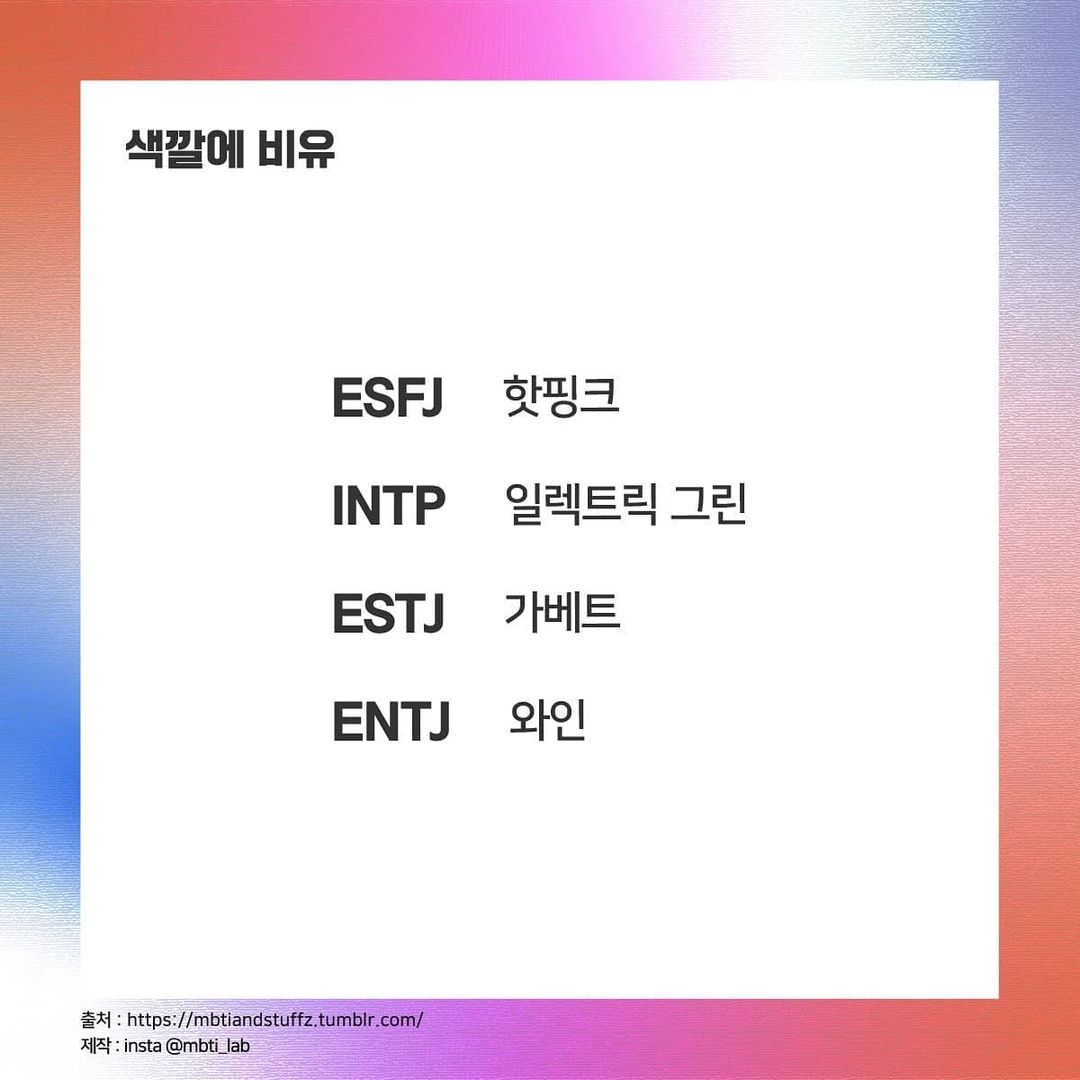 색깔에 비유
ESFJ 핫핑크
INTP 일렉트릭 그린
ESTJ 가베트
ENTJ 와인
출처 : https://mbtiandstuffz.tumblr.com/
제작 : insta @mbti_lab